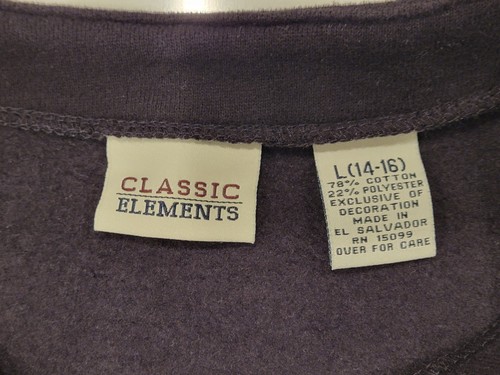 CLASSIC
ELEMENTS
L(14-16)
78% COTTON
22% POLYESTER
EXCLUSIVE OF
DECORATION
MADE IN
EL SALVADOR
RN 15099
OVER FOR CARE